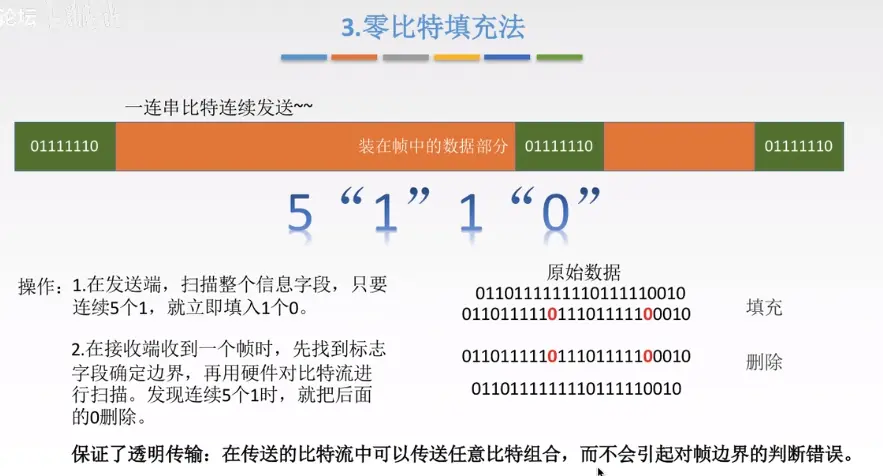 论坛
3.零比特填充法
一连串比特连续发送~~
01111110 装在帧中的数据部分 01111110 01111110
5“1”1“0”
操作：1.在发送端，扫描整个信息字段，只要
连续5个1，就立即填入1个0。
2.在接收端收到一个帧时，先找到标志
字段确定边界，再用硬件对比特流进
行扫描。发现连续5个1时，就把后面
的0删除。
原始数据
0110111111110111110010
011011111011101111100010 填充
011011111011101111100010 删除
0110111111110111110010
保证了透明传输：在传送的比特流中可以传送任意比特组合，而不会引起对帧边界的判断错误。